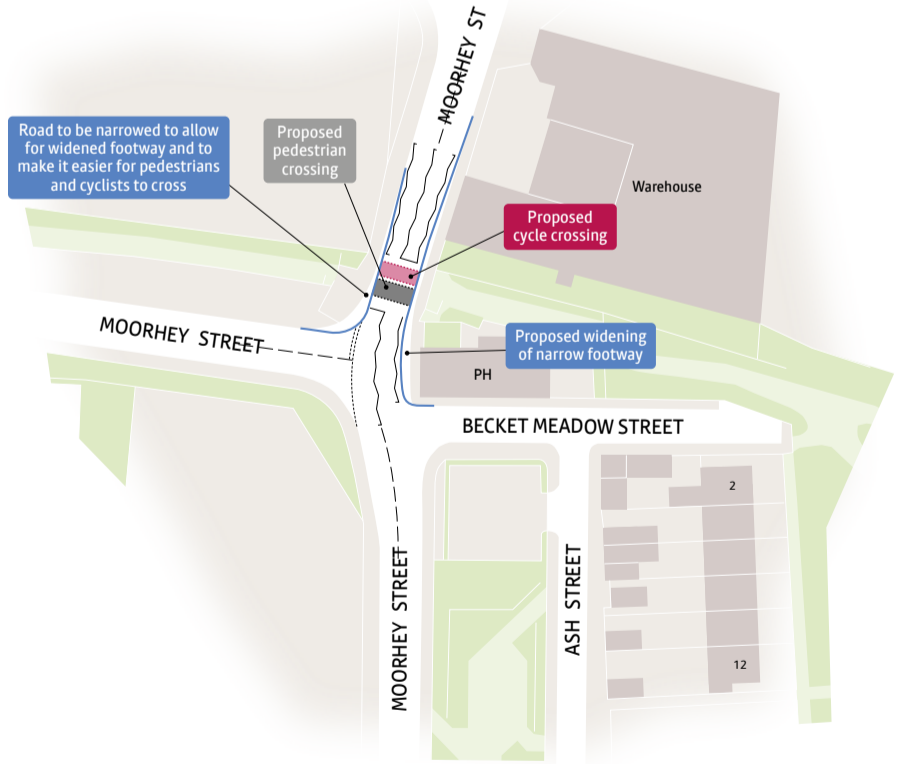 MOORHEY ST
Road to be narrowed to allow
for widened footway and to
make it easier for pedestrians
and cyclists to cross
Proposed
pedestrian
crossing
Warehouse
Proposed
cycle crossing
MOORHEY STREET
Proposed widening
of narrow footway
PH
BECKET MEADOW STREET
2
MOORHEY STREET
ASH STREET
12